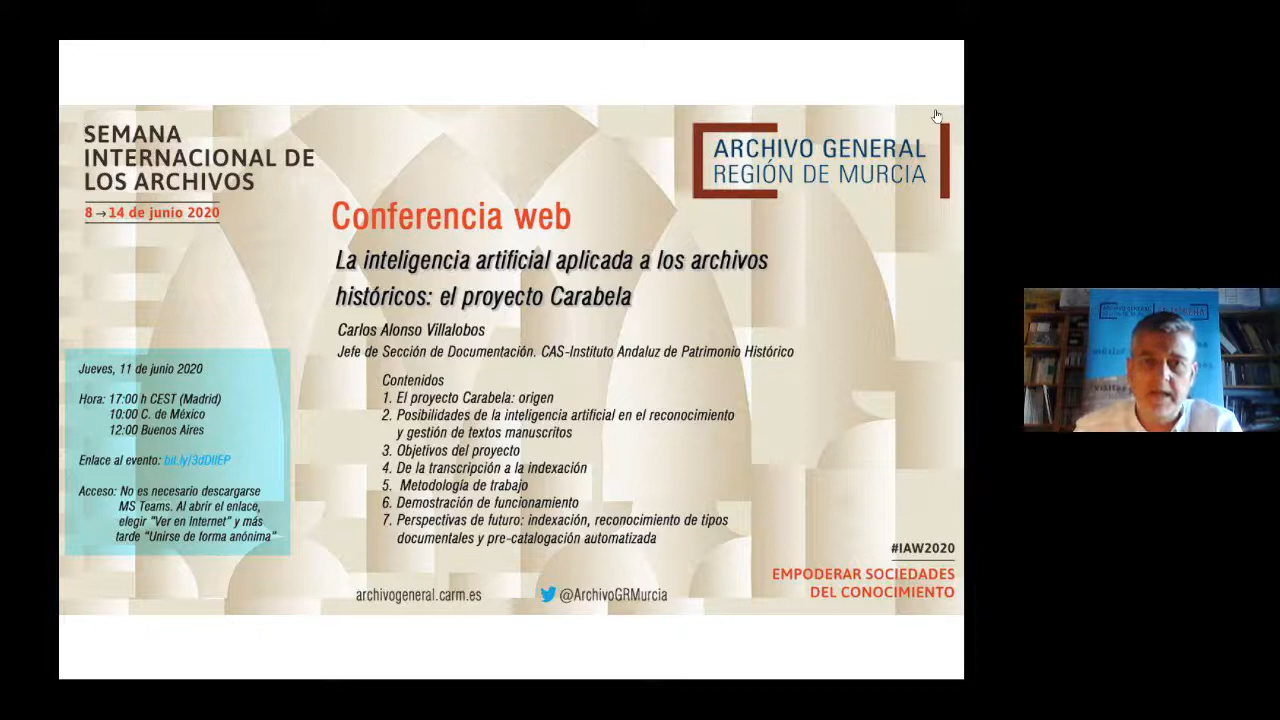 SEMANA
INTERNACIONAL DE
LOS ARCHIVOS
8→14 de junio 2020
ARCHIVO GENERAL
REGIÓN DE MURCIA
Conferencia web
La inteligencia artificial aplicada a los archivos
históricos: el proyecto Carabela
Carlos Alonso Villalobos
Jefe de Sección de Documentación. CAS-Instituto Andaluz de Patrimonio Histórico
Jueves, 11 de junio 2020
Hora: 17:00 h CEST (Madrid)
10:00 C. de México
12:00 Buenos Aires
Enlace al evento: bit.ly/3dDIlEP
Acceso: No es necesario descargarse
MS Teams. Al abrir el enlace,
elegir “Ver en Internet” y más
tarde “Unirse de forma anónima”
Contenidos
1. El proyecto Carabela: origen
2. Posibilidades de la inteligencia artificial en el reconocimiento
y gestión de textos manuscritos
3. Objetivos del proyecto
4. De la transcripción a la indexación
5. Metodología de trabajo
6. Demostración de funcionamiento
7. Perspectivas de futuro: indexación, reconocimiento de tipos
documentales y pre-catalogación automatizada
#IAW2020
EMPODERAR SOCIEDADES
DEL CONOCIMIENTO
archivogeneral.carm.es
@ArchivoGRMurcia
ARCHIVO GENERAL